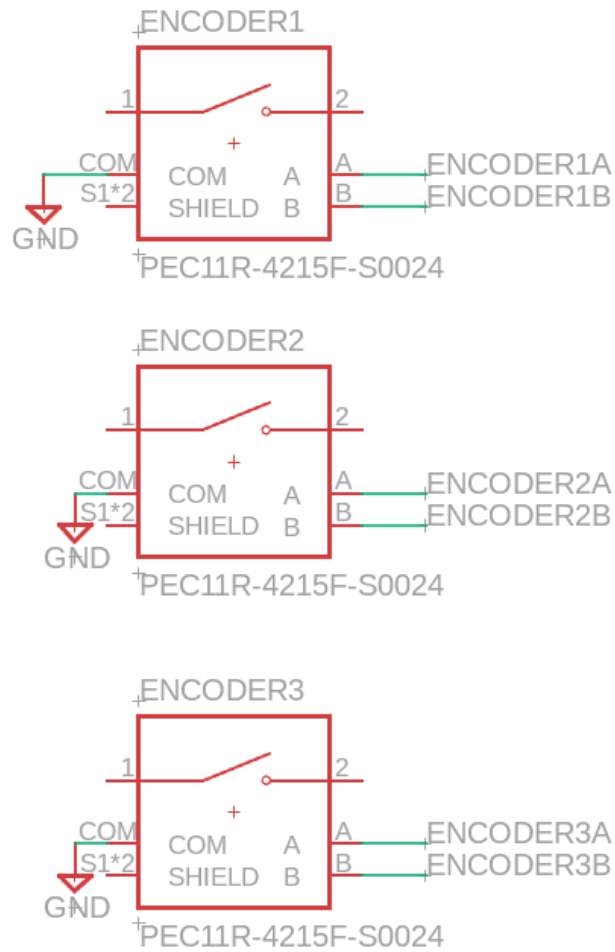 ENCODER1
1 2
COM COM A A ENCODER1A
S1*2 SHIELD B B ENCODER1B
GND
PEC11R-4215F-S0024
ENCODER2
1 2
COM COM A A ENCODER2A
S1*2 SHIELD B B ENCODER2B
GND
PEC11R-4215F-S0024
ENCODER3
1 2
COM COM A A ENCODER3A
S1*2 SHIELD B B ENCODER3B
GND
PEC11R-4215F-S0024